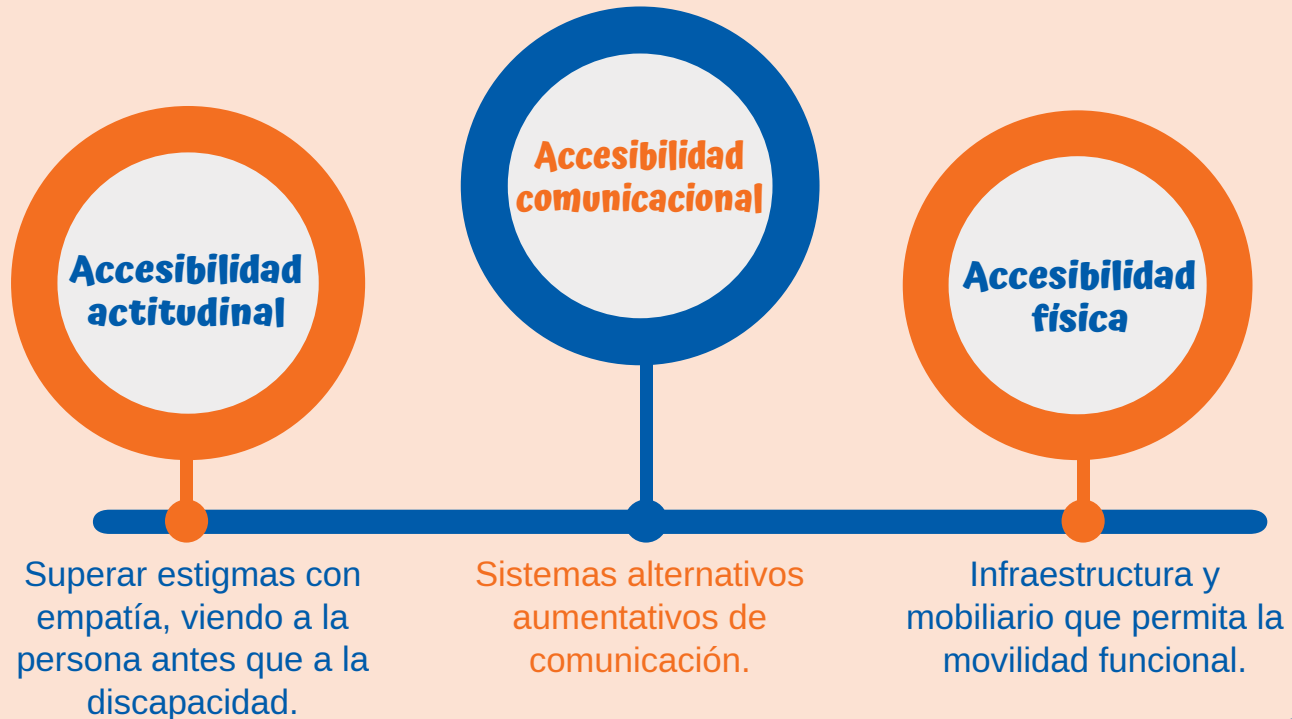 Accesibilidad
actitudinal
Superar estigmas con
empatía, viendo a la
persona antes que a la
discapacidad.
Accesibilidad
comunicacional
Sistemas alternativos
aumentativos de
comunicación.
Accesibilidad
física
Infraestructura y
mobiliario que permita la
movilidad funcional.